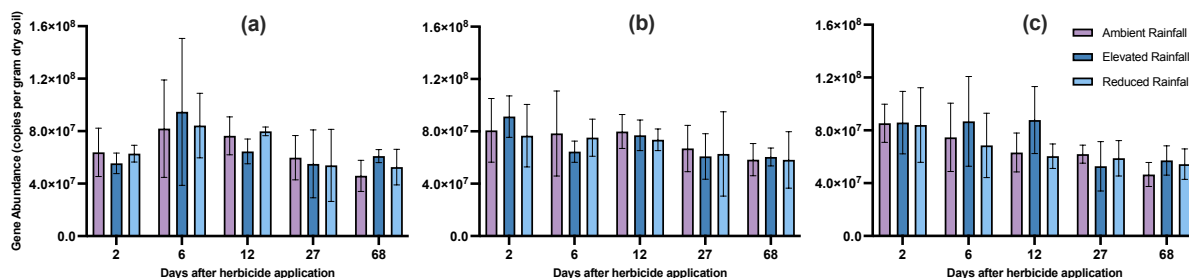 (a) (b) (c)
Gene Abundance (copies per gram dry soil)
1.6×10⁸ 1.6×10⁸ 1.6×10⁸
1.2×10⁸ 1.2×10⁸ 1.2×10⁸
8.0×10⁷ 8.0×10⁷ 8.0×10⁷
4.0×10⁷ 4.0×10⁷ 4.0×10⁷
0.0 0.0 0.0
Ambient Rainfall
Elevated Rainfall
Reduced Rainfall
2 6 12 27 68 2 6 12 27 68 2 6 12 27 68
Days after herbicide application Days after herbicide application Days after herbicide application